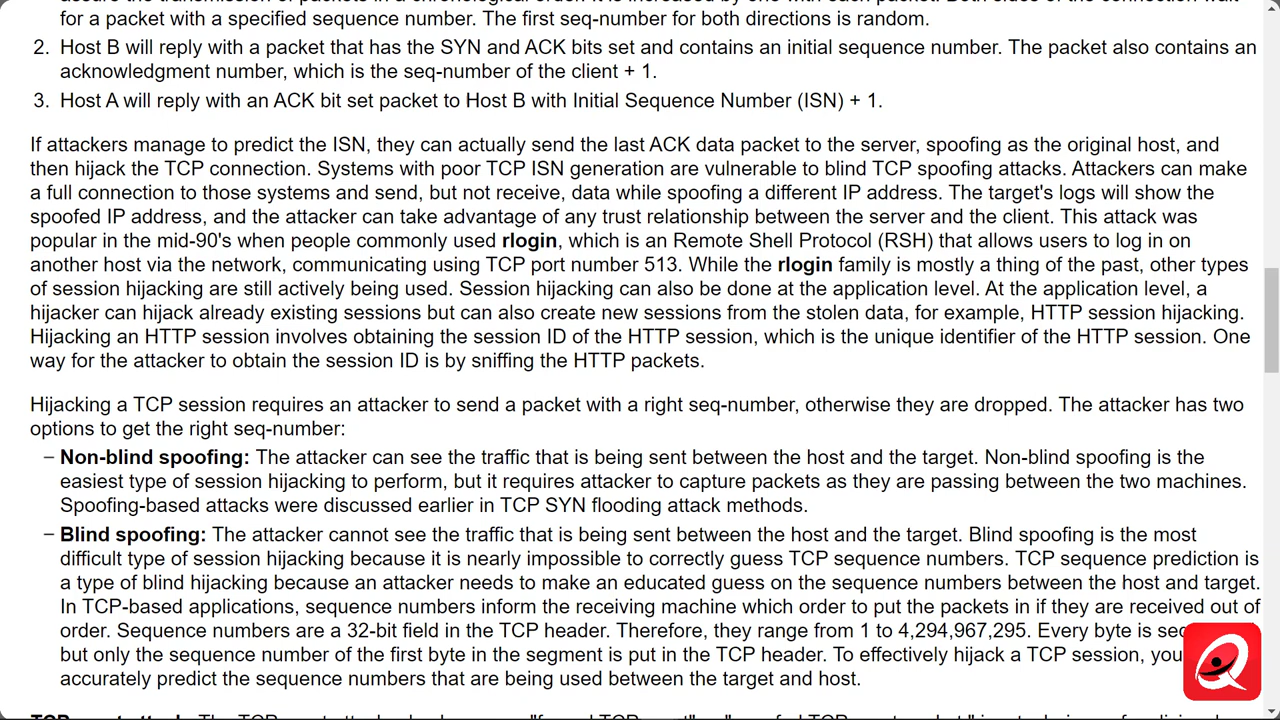 for a packet with a specified sequence number. The first seq-number for both directions is random.
2. Host B will reply with a packet that has the SYN and ACK bits set and contains an initial sequence number. The packet also contains an
acknowledgment number, which is the seq-number of the client + 1.
3. Host A will reply with an ACK bit set packet to Host B with Initial Sequence Number (ISN) + 1.
If attackers manage to predict the ISN, they can actually send the last ACK data packet to the server, spoofing as the original host, and
then hijack the TCP connection. Systems with poor TCP ISN generation are vulnerable to blind TCP spoofing attacks. Attackers can make
a full connection to those systems and send, but not receive, data while spoofing a different IP address. The target's logs will show the
spoofed IP address, and the attacker can take advantage of any trust relationship between the server and the client. This attack was
popular in the mid-90's when people commonly used rlogin, which is an Remote Shell Protocol (RSH) that allows users to log in on
another host via the network, communicating using TCP port number 513. While the rlogin family is mostly a thing of the past, other types
of session hijacking are still actively being used. Session hijacking can also be done at the application level. At the application level, a
hijacker can hijack already existing sessions but can also create new sessions from the stolen data, for example, HTTP session hijacking.
Hijacking an HTTP session involves obtaining the session ID of the HTTP session, which is the unique identifier of the HTTP session. One
way for the attacker to obtain the session ID is by sniffing the HTTP packets.
Hijacking a TCP session requires an attacker to send a packet with a right seq-number, otherwise they are dropped. The attacker has two
options to get the right seq-number:
– Non-blind spoofing: The attacker can see the traffic that is being sent between the host and the target. Non-blind spoofing is the
easiest type of session hijacking to perform, but it requires attacker to capture packets as they are passing between the two machines.
Spoofing-based attacks were discussed earlier in TCP SYN flooding attack methods.
– Blind spoofing: The attacker cannot see the traffic that is being sent between the host and the target. Blind spoofing is the most
difficult type of session hijacking because it is nearly impossible to correctly guess TCP sequence numbers. TCP sequence prediction is
a type of blind hijacking because an attacker needs to make an educated guess on the sequence numbers between the host and target.
In TCP-based applications, sequence numbers inform the receiving machine which order to put the packets in if they are received out of
order. Sequence numbers are a 32-bit field in the TCP header. Therefore, they range from 1 to 4,294,967,295. Every byte is
but only the sequence number of the first byte in the segment is put in the TCP header. To effectively hijack a TCP session, you
accurately predict the sequence numbers that are being used between the target and host.